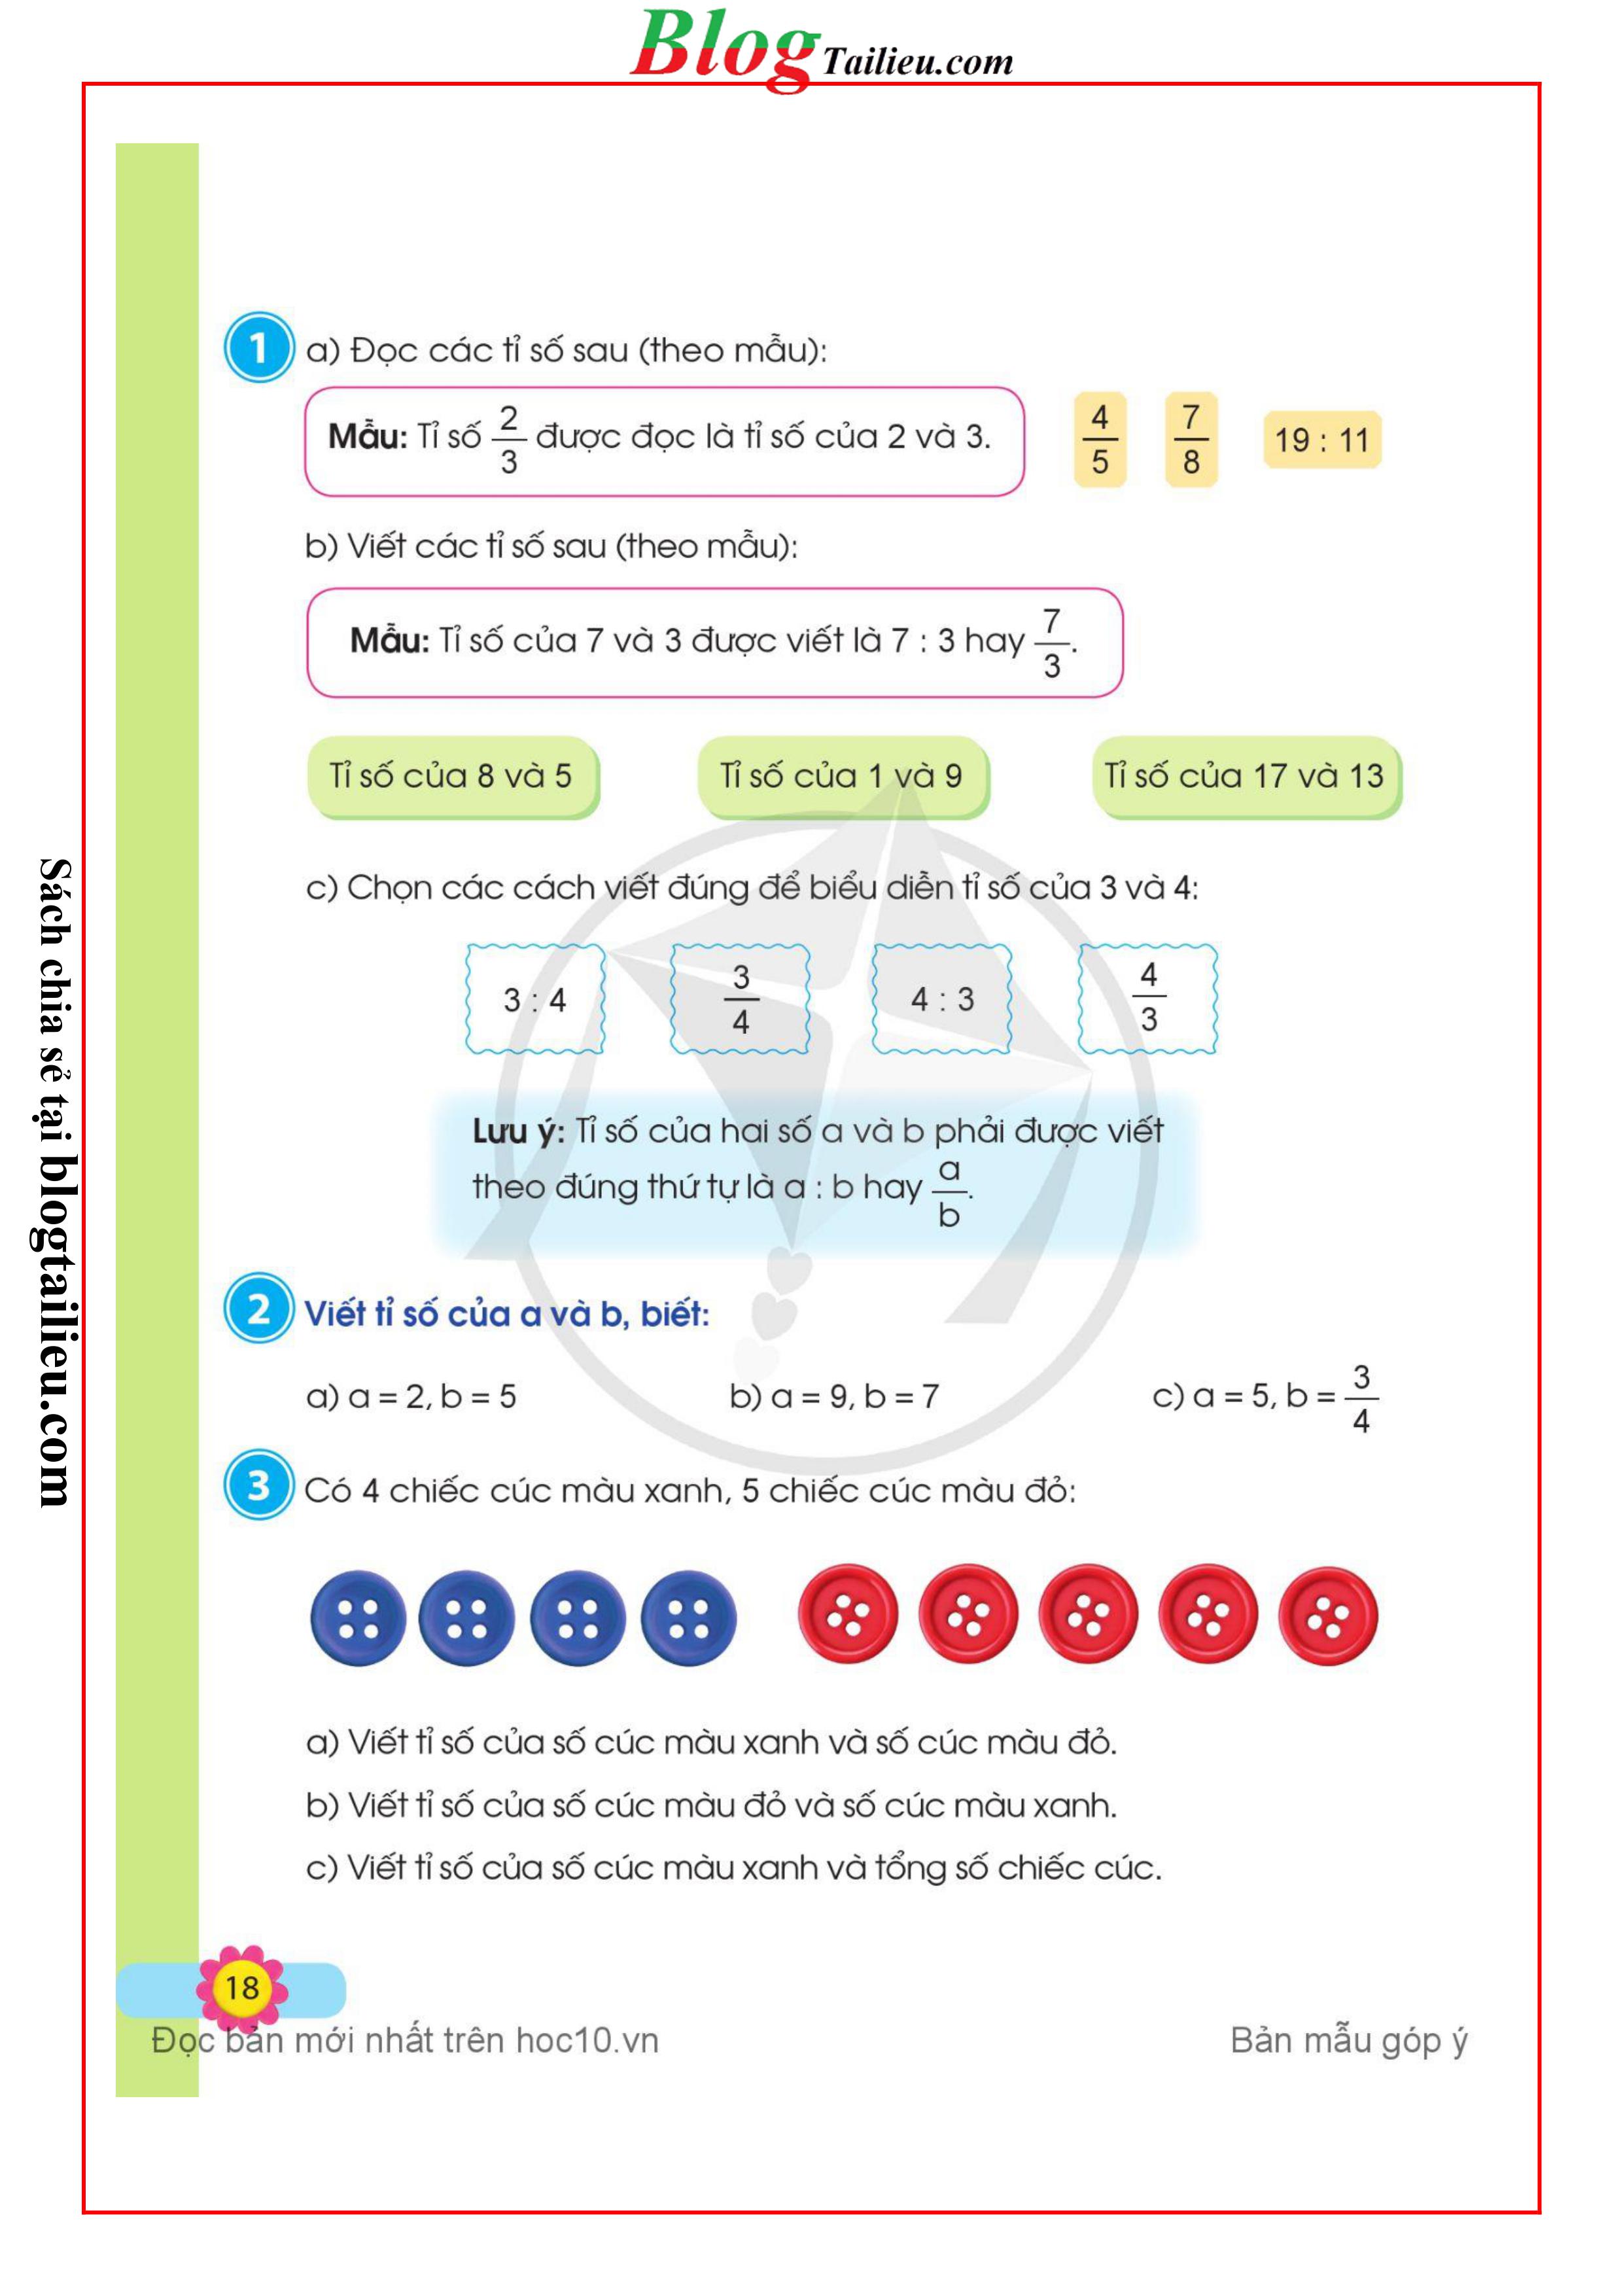 Blog Tailieu.com
1 a) Đọc các tỉ số sau (theo mẫu):
Mẫu: Tỉ số 2/3 được đọc là tỉ số của 2 và 3.
4/5 7/8 19 : 11
b) Viết các tỉ số sau (theo mẫu):
Mẫu: Tỉ số của 7 và 3 được viết là 7 : 3 hay 7/3.
Tỉ số của 8 và 5 Tỉ số của 1 và 9 Tỉ số của 17 và 13
c) Chọn các cách viết đúng để biểu diễn tỉ số của 3 và 4:
3 : 4 3/4 4 : 3 4/3
Lưu ý: Tỉ số của hai số a và b phải được viết
theo đúng thứ tự là a : b hay a/b.
2 Viết tỉ số của a và b, biết:
a) a = 2, b = 5 b) a = 9, b = 7 c) a = 5, b = 3/4
3 Có 4 chiếc cúc màu xanh, 5 chiếc cúc màu đỏ:
a) Viết tỉ số của số cúc màu xanh và số cúc màu đỏ.
b) Viết tỉ số của số cúc màu đỏ và số cúc màu xanh.
c) Viết tỉ số của số cúc màu xanh và tổng số chiếc cúc.
18
Đọc bản mới nhất trên hoc10.vn Bản mẫu góp ý
Sách chia sẻ tại blogtailieu.com